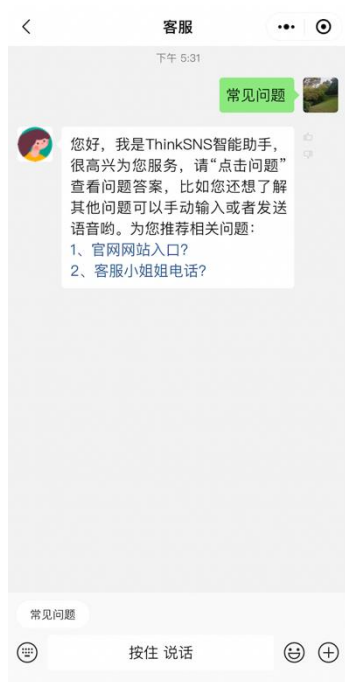 客服
下午 5:31
常见问题
您好，我是ThinkSNS智能助手，
很高兴为您服务，请“点击问题”
查看问题答案，比如您还想了解
其他问题可以手动输入或者发送
语音哟。为您推荐相关问题：
1、官网网站入口?
2、客服小姐姐电话?
常见问题
按住 说话